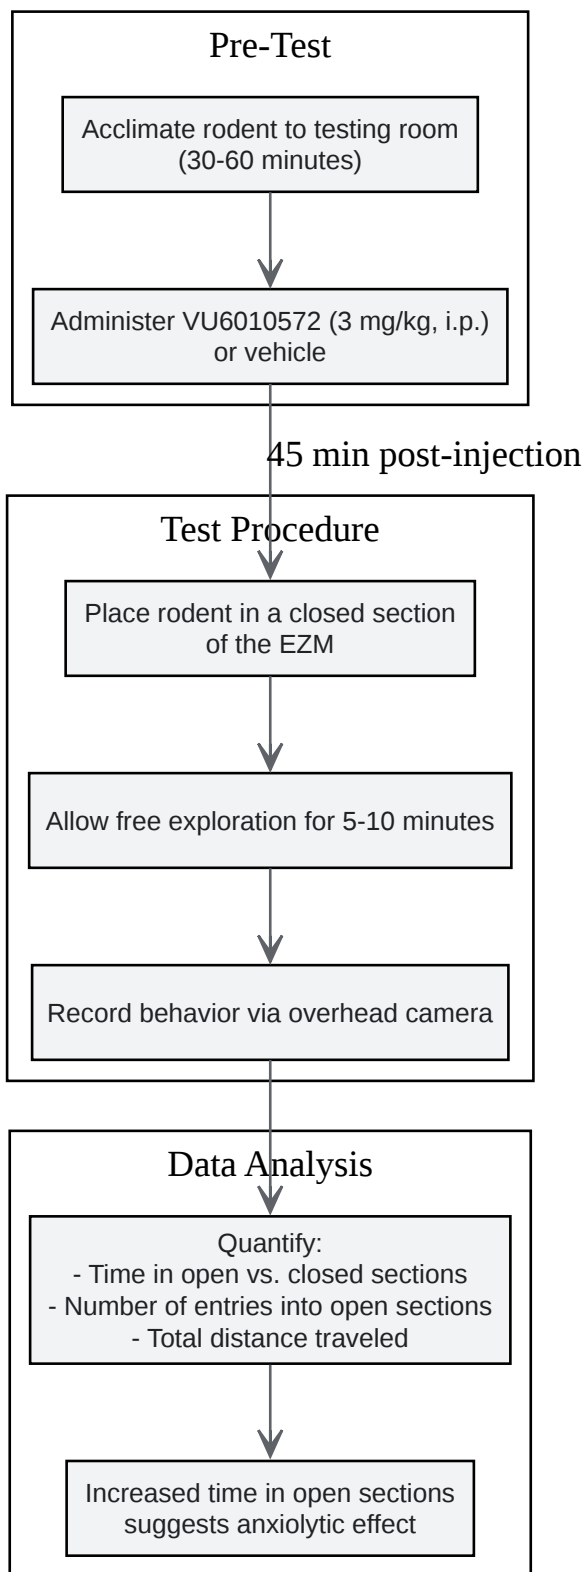 Pre-Test
Acclimate rodent to testing room
(30-60 minutes)
Administer VU6010572 (3 mg/kg, i.p.)
or vehicle
45 min post-injection
Test Procedure
Place rodent in a closed section
of the EZM
Allow free exploration for 5-10 minutes
Record behavior via overhead camera
Data Analysis
Quantify:
- Time in open vs. closed sections
- Number of entries into open sections
- Total distance traveled
Increased time in open sections
suggests anxiolytic effect